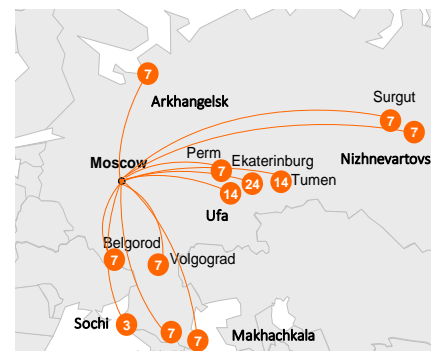 7
Arkhangelsk
Surgut
7
7
Nizhnevartovs
Moscow
Perm
7
Ekaterinburg
24
14
Tumen
14
Ufa
Belgorod
7
7
Volgograd
Sochi
3
7
7
Makhachkala